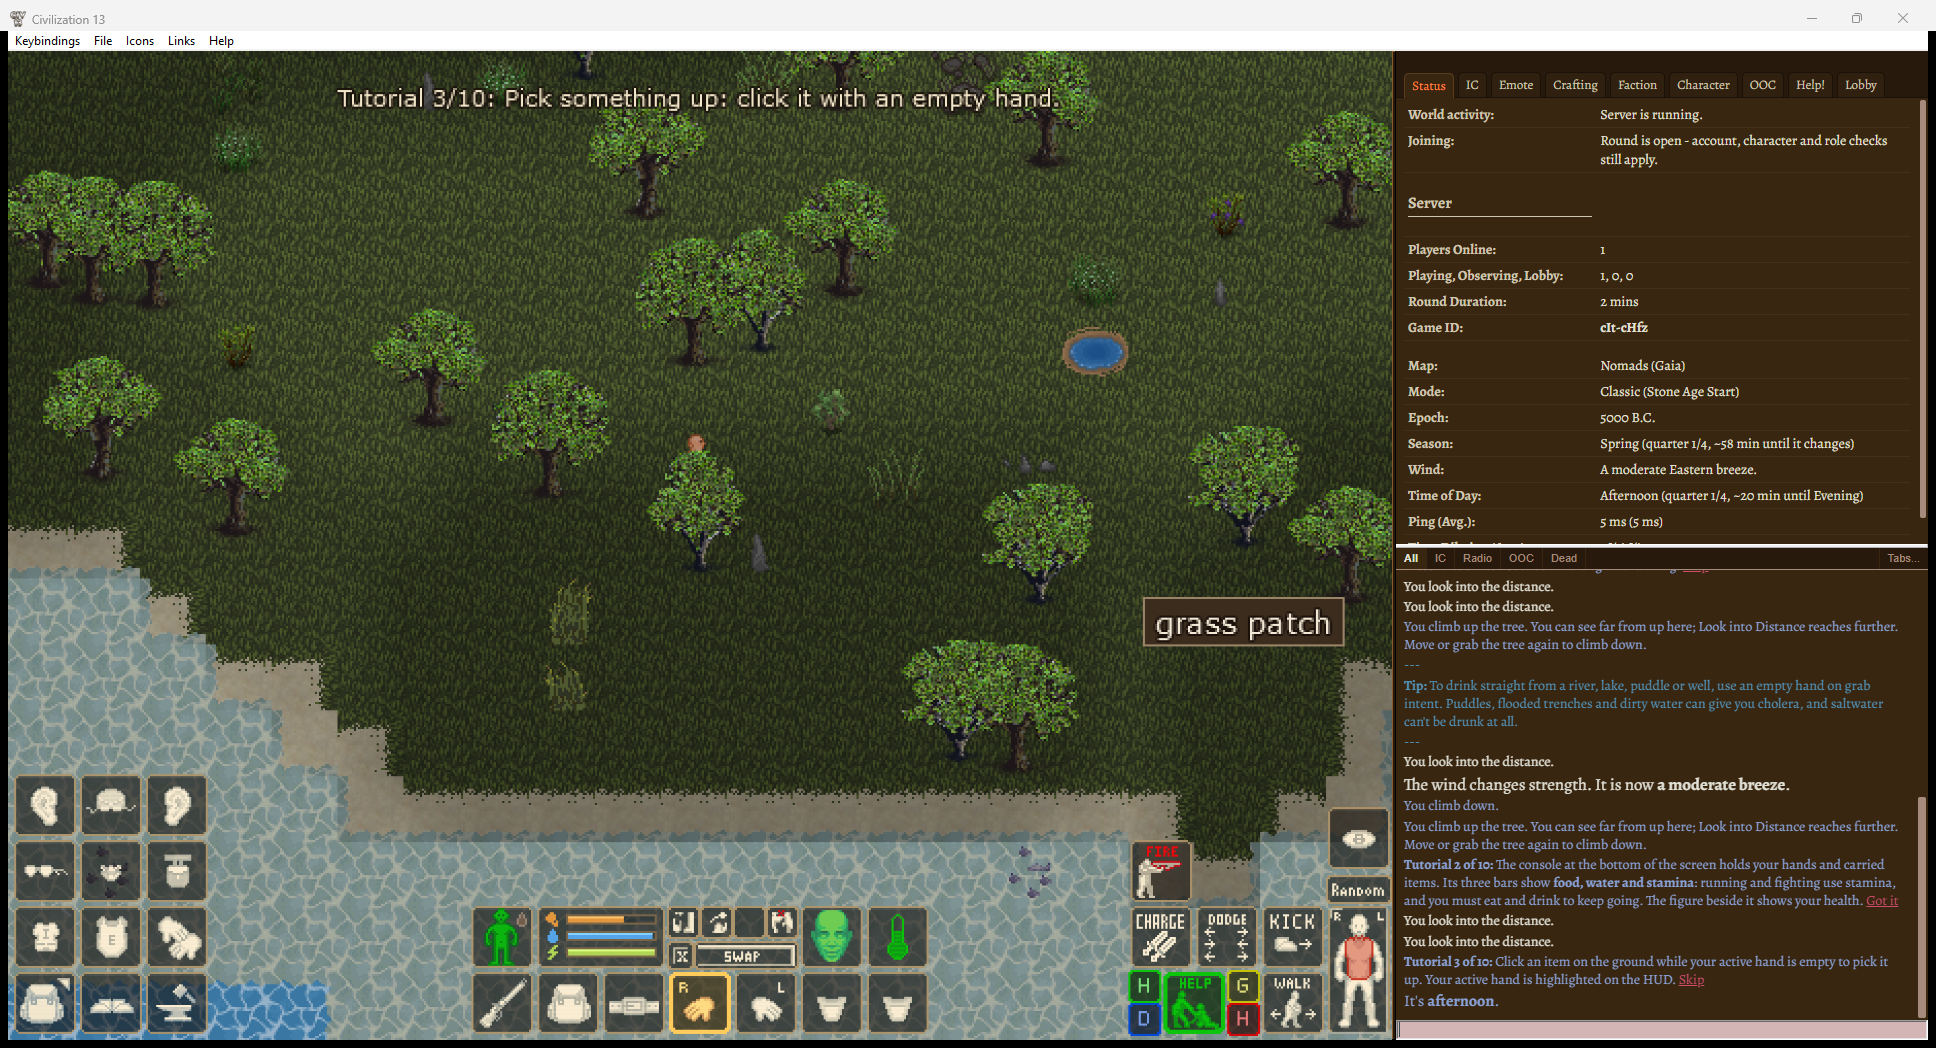 Civilization 13
Keybindings File Icons Links Help
Tutorial 3/10: Pick something up: click it with an empty hand.
grass patch
FIRE
Random
CHARGE DODGE KICK R L
X SWAP
R L
H HELP G WALK
D H
Status IC Emote Crafting Faction Character OOC Help! Lobby
World activity: Server is running.
Joining: Round is open - account, character and role checks
still apply.
Server
Players Online: 1
Playing, Observing, Lobby: 1, 0, 0
Round Duration: 2 mins
Game ID: cIt-cHfz
Map: Nomads (Gaia)
Mode: Classic (Stone Age Start)
Epoch: 5000 B.C.
Season: Spring (quarter 1/4, ~58 min until it changes)
Wind: A moderate Eastern breeze.
Time of Day: Afternoon (quarter 1/4, ~20 min until Evening)
Ping (Avg.): 5 ms (5 ms)
All IC Radio OOC Dead Tabs...
You look into the distance.
You look into the distance.
You climb up the tree. You can see far from up here; Look into Distance reaches further.
Move or grab the tree again to climb down.
---
Tip: To drink straight from a river, lake, puddle or well, use an empty hand on grab
intent. Puddles, flooded trenches and dirty water can give you cholera, and saltwater
can't be drunk at all.
---
You look into the distance.
The wind changes strength. It is now a moderate breeze.
You climb down.
You climb up the tree. You can see far from up here; Look into Distance reaches further.
Move or grab the tree again to climb down.
Tutorial 2 of 10: The console at the bottom of the screen holds your hands and carried
items. Its three bars show food, water and stamina: running and fighting use stamina,
and you must eat and drink to keep going. The figure beside it shows your health. Got it
You look into the distance.
You look into the distance.
Tutorial 3 of 10: Click an item on the ground while your active hand is empty to pick it
up. Your active hand is highlighted on the HUD. Skip
It's afternoon.